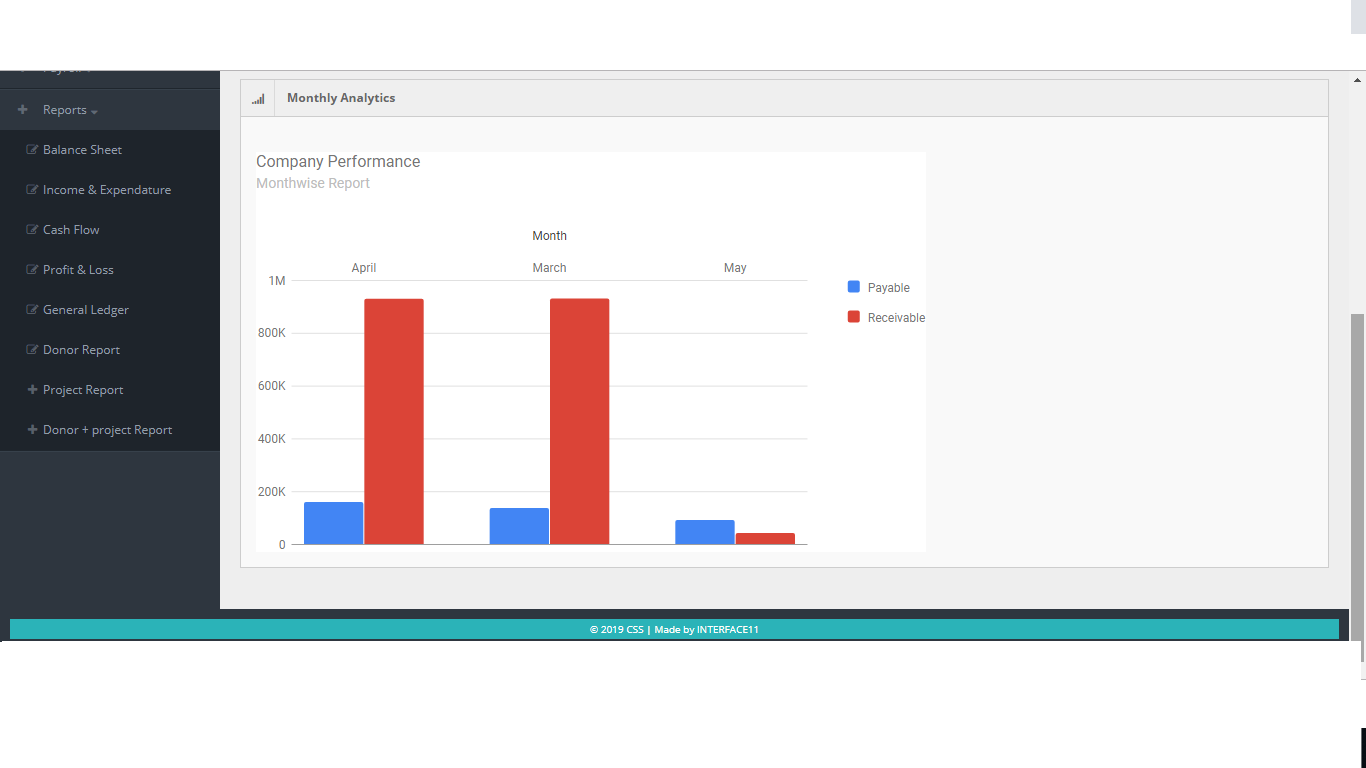 Reports
Balance Sheet
Income & Expendature
Cash Flow
Profit & Loss
General Ledger
Donor Report
Project Report
Donor + project Report
Monthly Analytics
Company Performance
Monthwise Report
Month
April March May
1M
800K
600K
400K
200K
0
Payable
Receivable
© 2019 CSS | Made by INTERFACE11